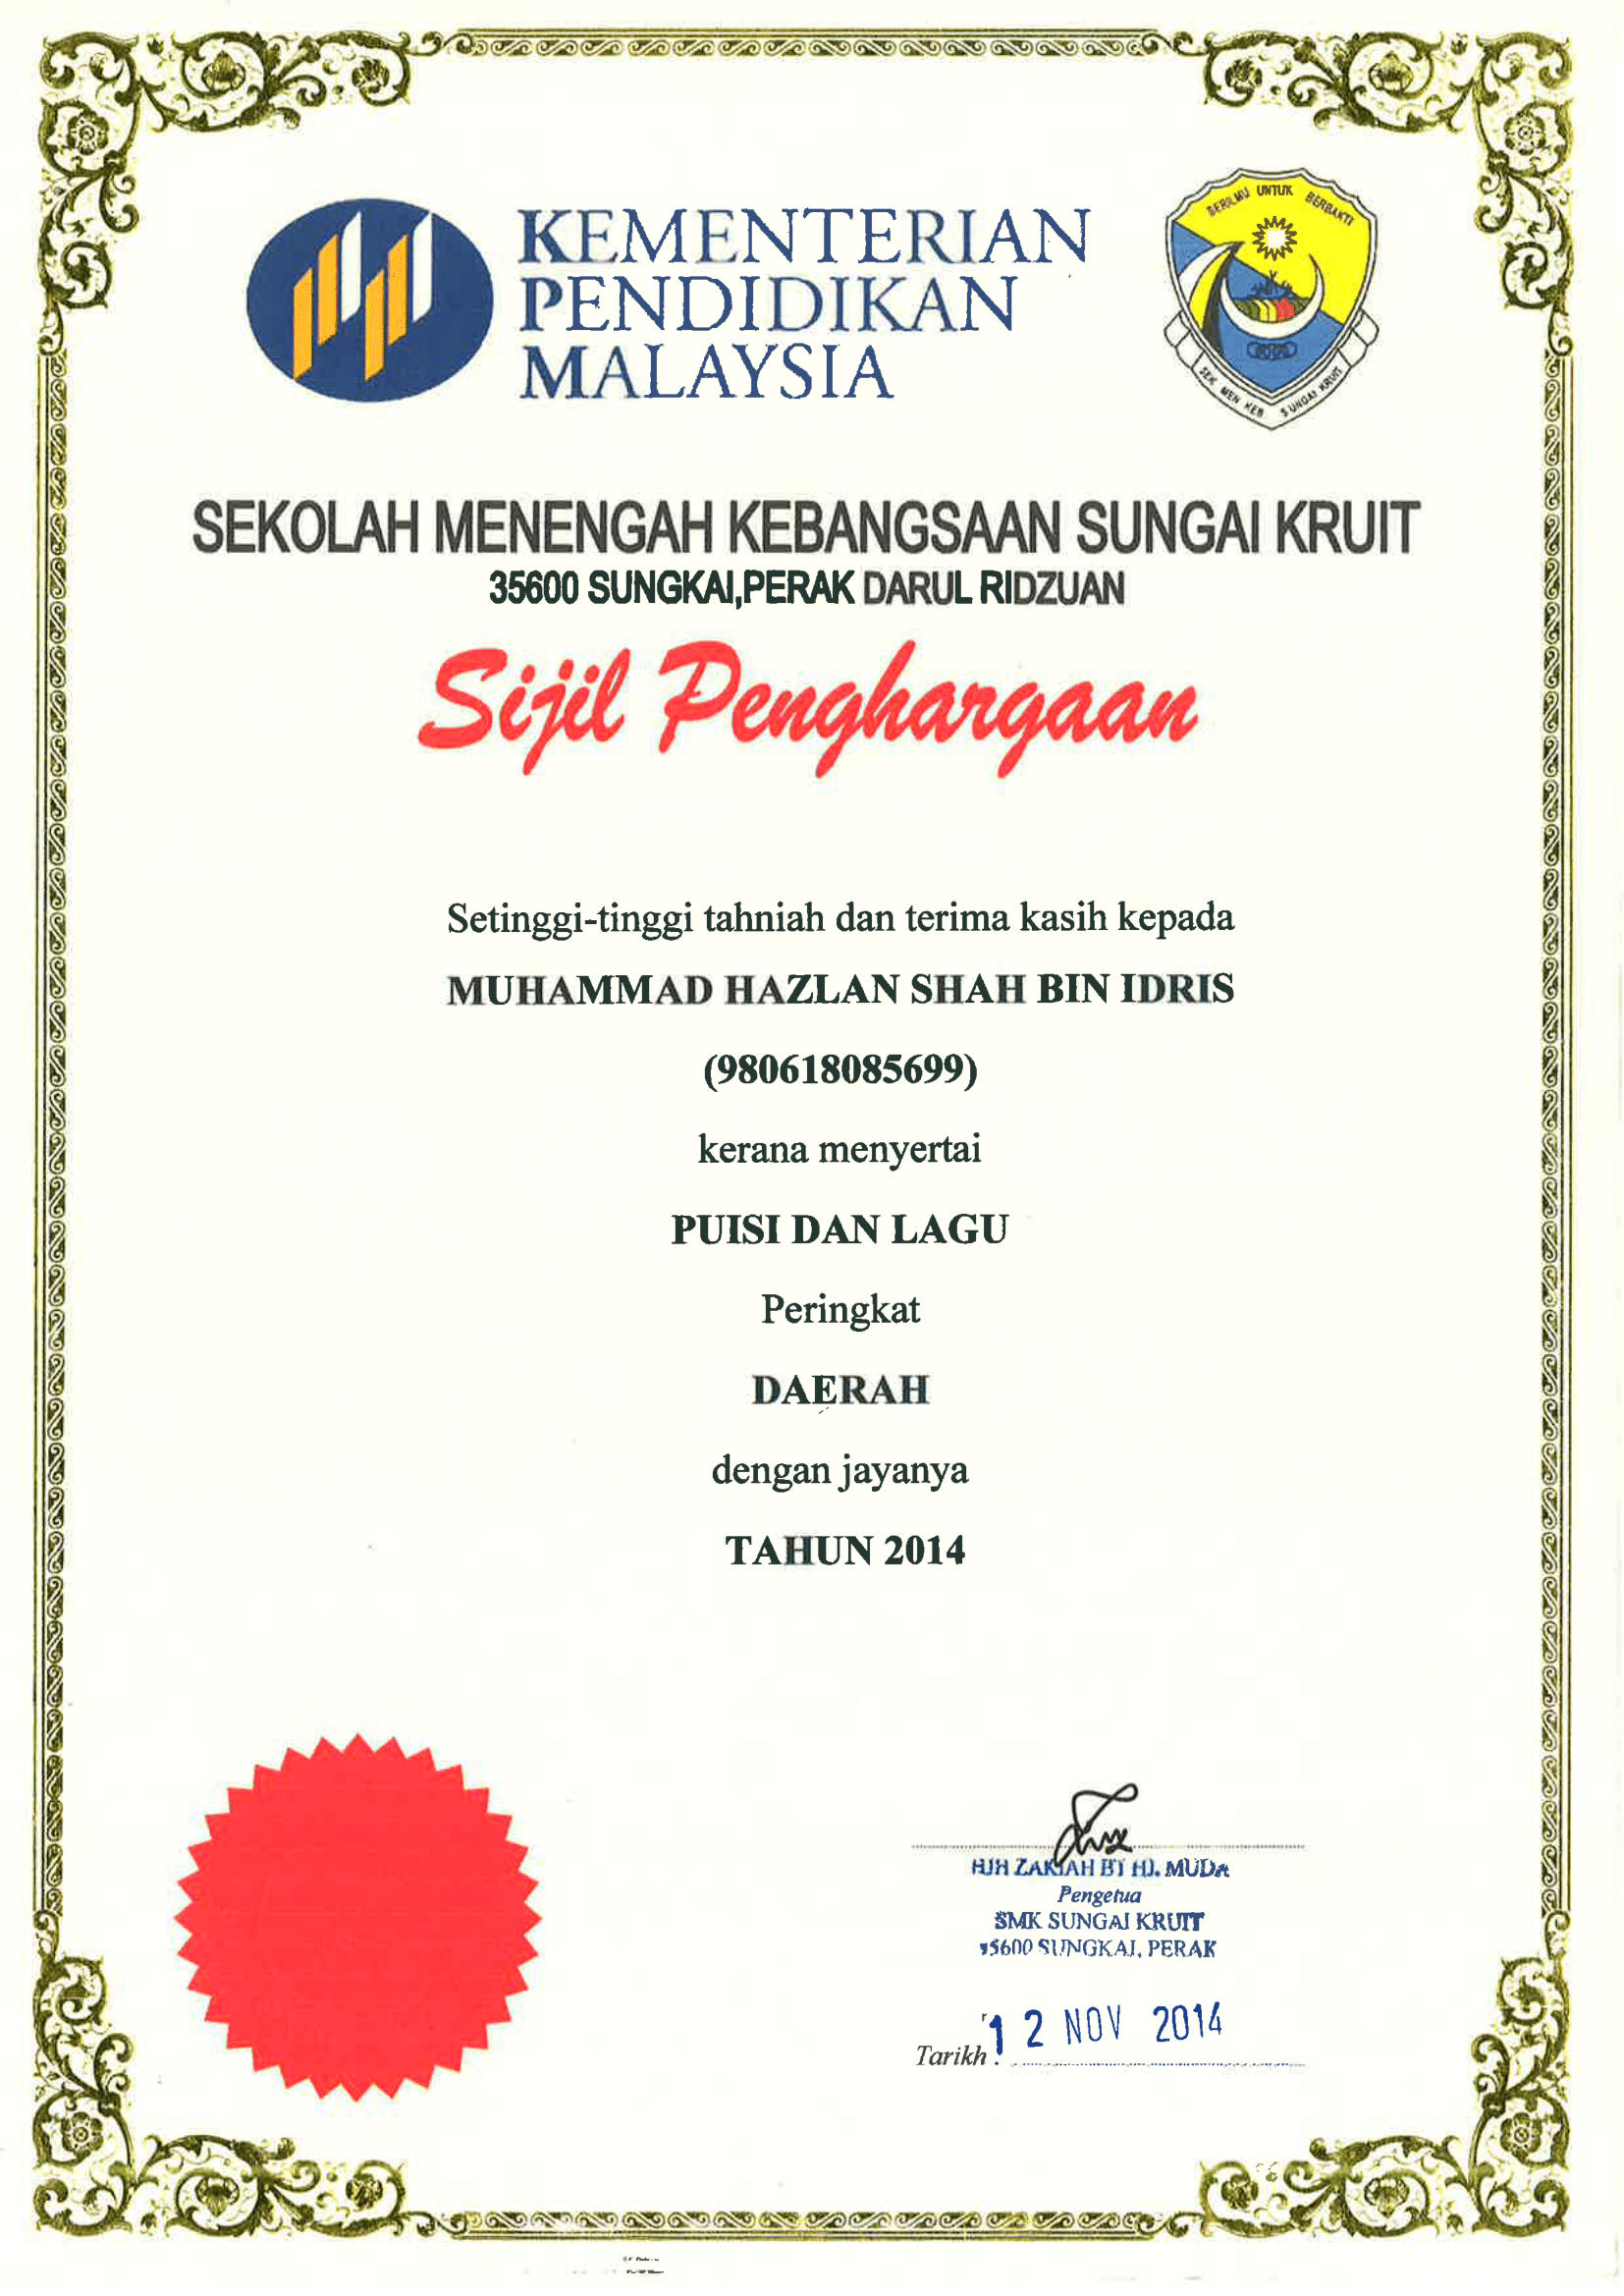 KEMENTERIAN
PENDIDIKAN
MALAYSIA
BERILMU UNTUK BERBAKTI
SEK MEN KEB SUNGAI KRUIT
SEKOLAH MENENGAH KEBANGSAAN SUNGAI KRUIT
35600 SUNGKAI,PERAK DARUL RIDZUAN
Sijil Penghargaan
Setinggi-tinggi tahniah dan terima kasih kepada
MUHAMMAD HAZLAN SHAH BIN IDRIS
(980618085699)
kerana menyertai
PUISI DAN LAGU
Peringkat
DAERAH
dengan jayanya
TAHUN 2014
HJH ZAKIAH BT HJ. MUDA
Pengetua
SMK SUNGAI KRUIT
35600 SUNGKAI, PERAK
Tarikh : 12 NOV 2014